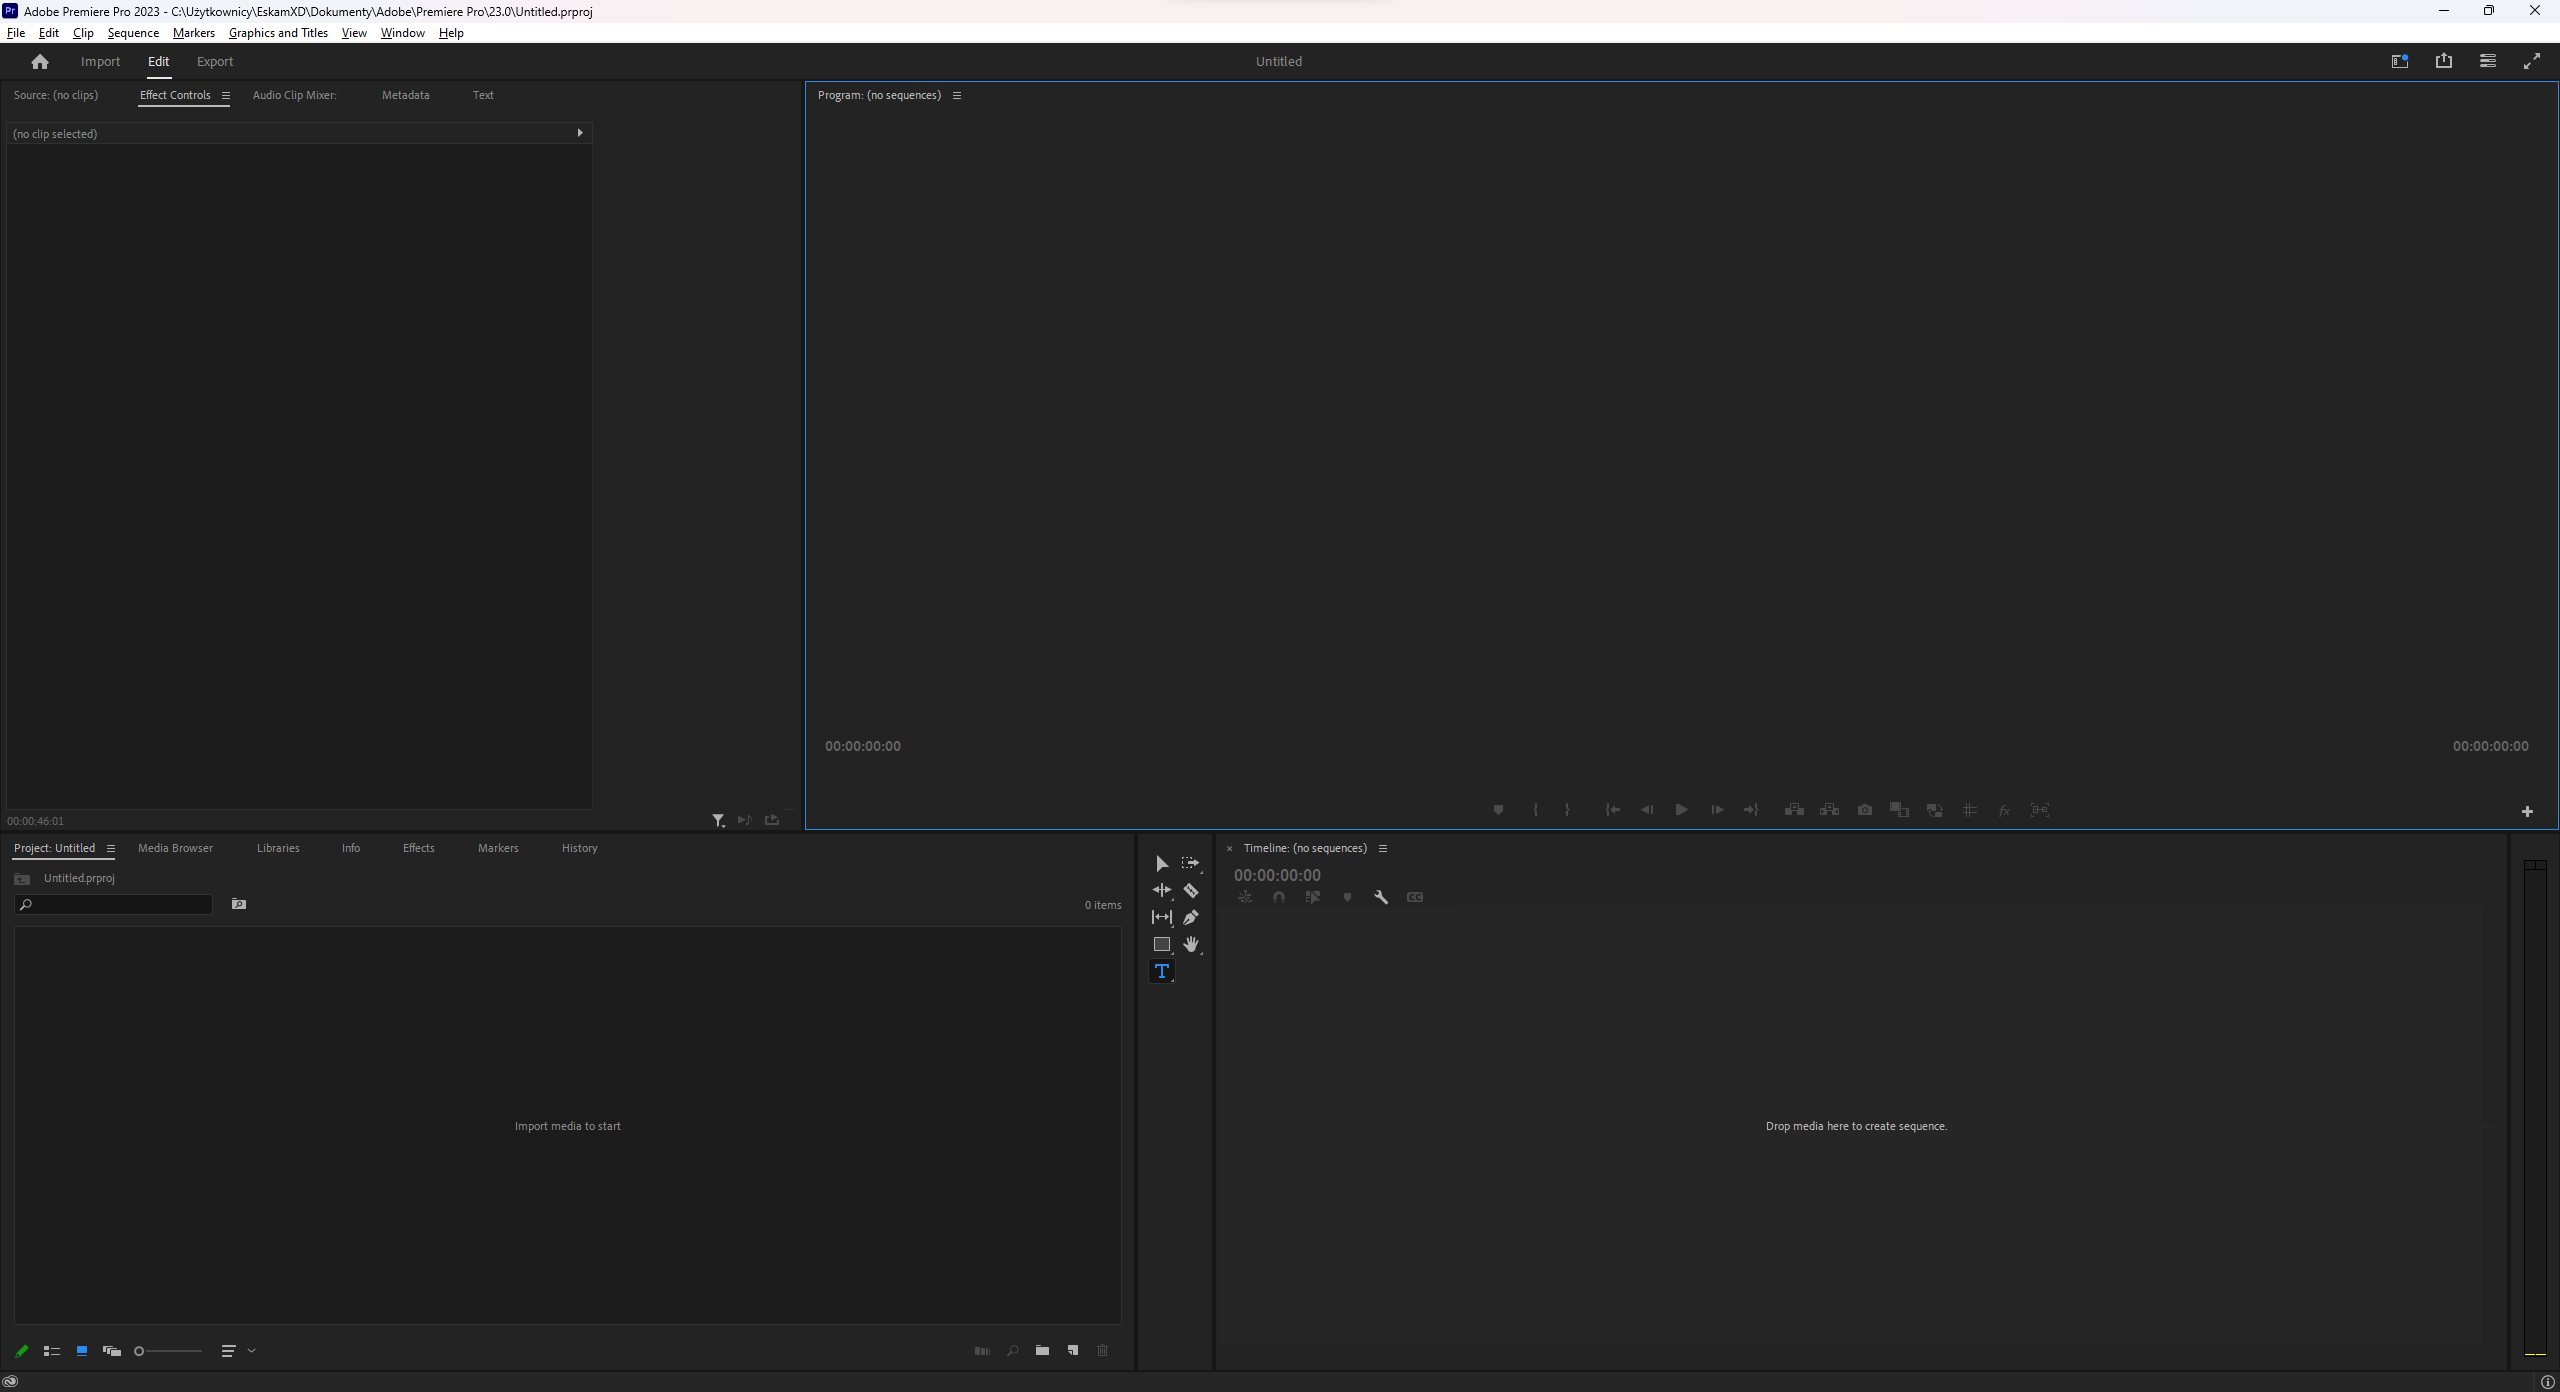 Adobe Premiere Pro 2023 - C:\Użytkownicy\EskamXD\Dokumenty\Adobe\Premiere Pro\23.0\Untitled.prproj
File Edit Clip Sequence Markers Graphics and Titles View Window Help
Import Edit Export Untitled
Source: (no clips) Effect Controls Audio Clip Mixer: Metadata Text
(no clip selected)
00:00:46:01
Program: (no sequences)
00:00:00:00 00:00:00:00
Project: Untitled Media Browser Libraries Info Effects Markers History
Untitled.prproj
0 items
Import media to start
Timeline: (no sequences)
00:00:00:00
Drop media here to create sequence.